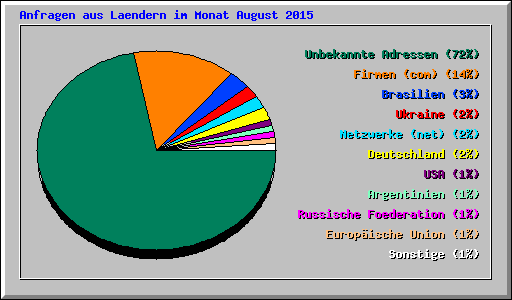 Anfragen aus Laendern im Monat August 2015
Unbekannte Adressen (72%)
Firmen (com) (14%)
Brasilien (3%)
Ukraine (2%)
Netzwerke (net) (2%)
Deutschland (2%)
USA (1%)
Argentinien (1%)
Russische Foederation (1%)
Europäische Union (1%)
Sonstige (1%)